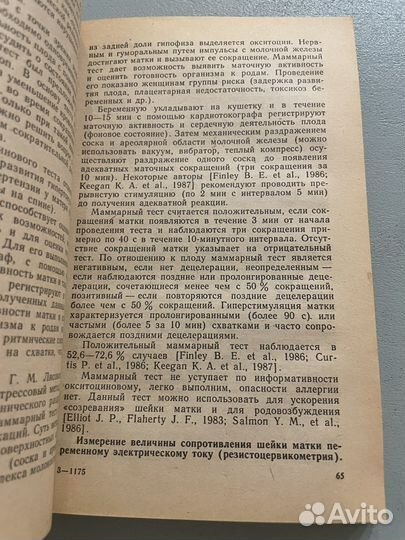 из задней доли гипофиза выделяется окситоцин. Нерв-
ным и гуморальным путем импульсы с молочной железы
достигают матки и вызывают ее сокращение. Маммарный
тест дает возможность выявить маточную активность
и оценить готовность организма к родам. Проведение
его показано женщинам группы риска (задержка разви-
тия плода, плацентарная недостаточность, токсикоз бе-
ременных и др.).
Беременную укладывают на кушетку и в течение
10—15 мин с помощью кардиотокографа регистрируют
маточную активность и сердечную деятельность плода
(фоновое состояние). Затем механическим раздражением
соска и ареолярной области молочной железы (можно
использовать вакуум, вибратор, теплый компресс) осу-
ществляют раздражение одного соска до появления
адекватных маточных сокращений (три сокращения за
10 мин) Некоторые авторы [Finley B. E. et al., 1986;
Keegan K. A. et al., 1987] рекомендуют проводить пре-
рывистую стимуляцию (по 2 мин с интервалом 5 мин)
до получения адекватной реакции.
Маммарный тест считается положительным, если со-
кращения матки появляются в течение 3 мин от начала
проведения теста и наблюдаются три сокращения при-
мерно по 40 с в течение 10-минутного интервала. Отсут-
ствие сокращений матки указывает на отрицательный
тест. По отношению к плоду маммарный тест является
негативным, если нет децелерации, неопределенным —
если наблюдаются поздние или пролонгированные деце-
лерации, сочетающиеся менее чем с 50 % сокращений,
позитивный — если повторяются поздние децелерации
более чем с 50 % сокращений. Гиперстимуляция матки
характеризуется пролонгированными (более 90 с) или
частыми (более 5 за 10 мин) схватками и часто сопро-
вождается поздними децелерациями.
Положительный маммарный тест наблюдается в
52,6—72,6 % случаев [Finley B. E. et al., 1986; Cur-
tis P. et al., 1986; Keegan K. A. et al., 1987].
Маммарный тест не уступает по информативности
окситоциновому, легко выполним, опасности аллергии
нет. Данный тест можно использовать для ускорения
«созревания» шейки матки и для родовозбуждения
[Elliot J. P., Flaherty J. F., 1983; Salmon Y. M., et al.,
1986].
Измерение величины сопротивления шейки матки пе-
ременному электрическому току (резистоцервикометрия).
3—1175
65
Avito